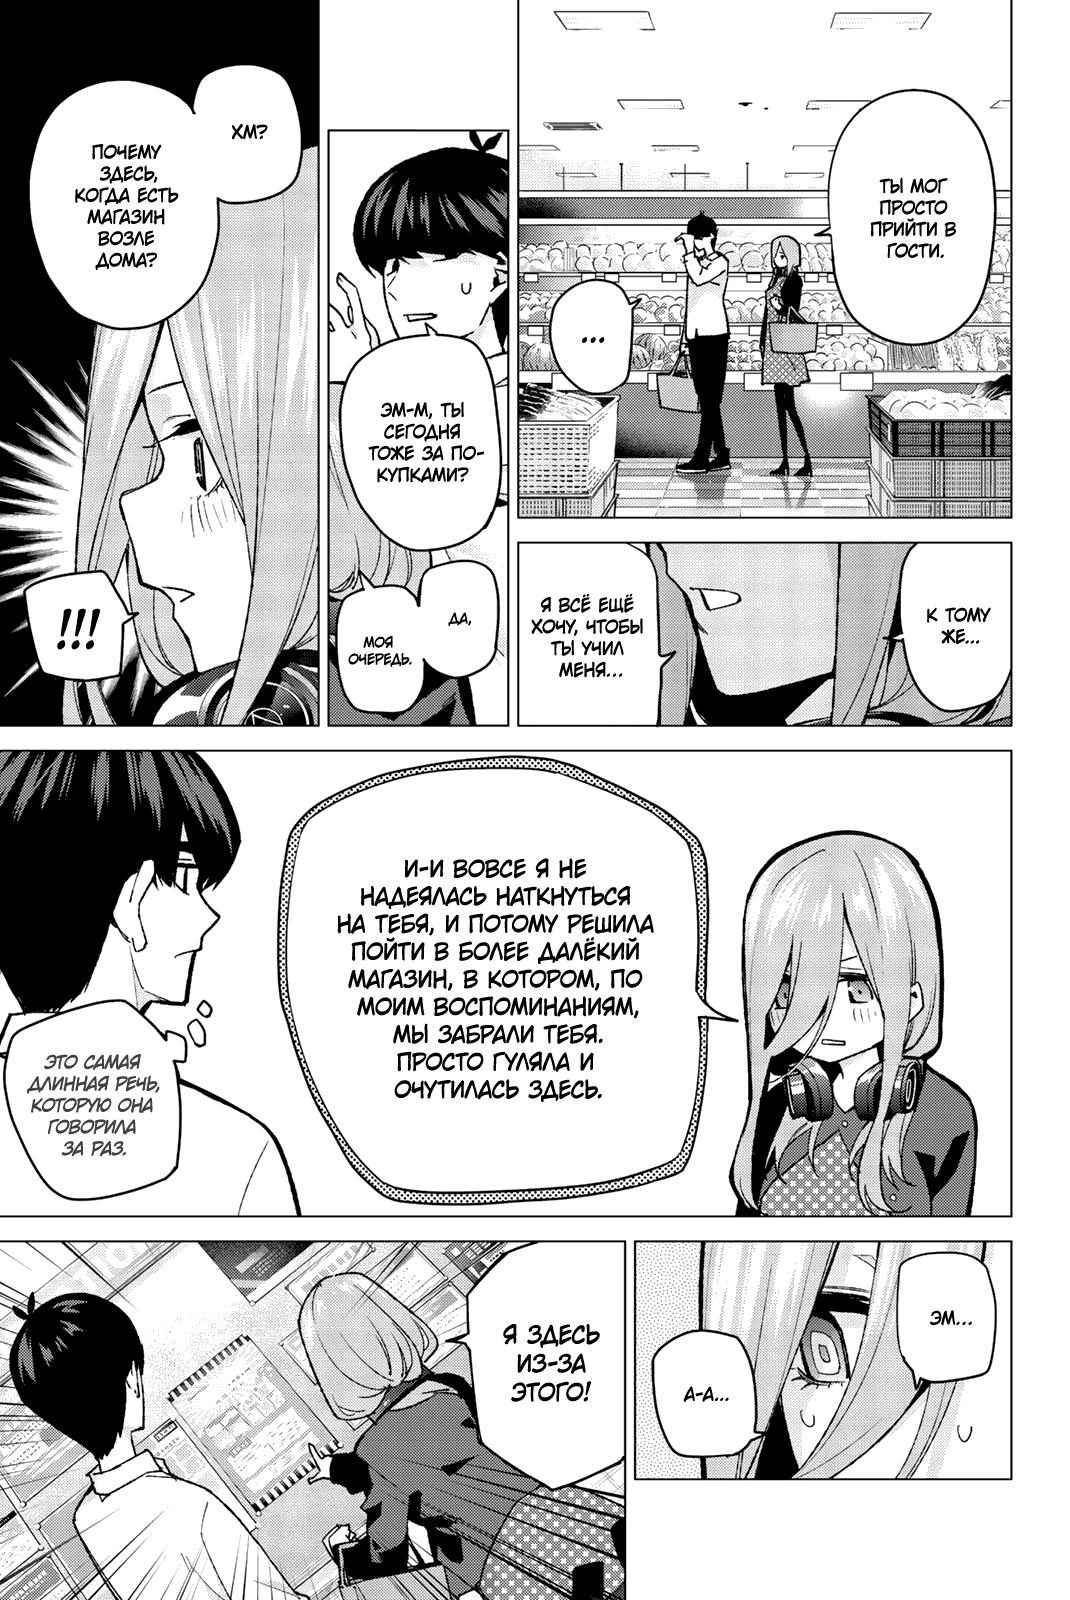 ТЫ МОГ
ПРОСТО
ПРИЙТИ В
ГОСТИ.
...
К ТОМУ
ЖЕ...
Я ВСЁ ЕЩЁ
ХОЧУ, ЧТОБЫ
ТЫ УЧИЛ
МЕНЯ...
ЭМ-М, ТЫ
СЕГОДНЯ
ТОЖЕ ЗА ПО-
КУПКАМИ?
ДА,
МОЯ
ОЧЕРЕДЬ.
ХМ?
ПОЧЕМУ
ЗДЕСЬ,
КОГДА ЕСТЬ
МАГАЗИН
ВОЗЛЕ
ДОМА?
!!!
И-И ВОВСЕ Я НЕ
НАДЕЯЛАСЬ НАТКНУТЬСЯ
НА ТЕБЯ, И ПОТОМУ РЕШИЛА
ПОЙТИ В БОЛЕЕ ДАЛЁКИЙ
МАГАЗИН, В КОТОРОМ, ПО
МОИМ ВОСПОМИНАНИЯМ,
МЫ ЗАБРАЛИ ТЕБЯ.
ПРОСТО ГУЛЯЛА И
ОЧУТИЛАСЬ ЗДЕСЬ.
ЭТО САМАЯ
ДЛИННАЯ РЕЧЬ,
КОТОРУЮ ОНА
ГОВОРИЛА
ЗА РАЗ.
ЭМ...
А-А...
Я ЗДЕСЬ
ИЗ-ЗА
ЭТОГО!